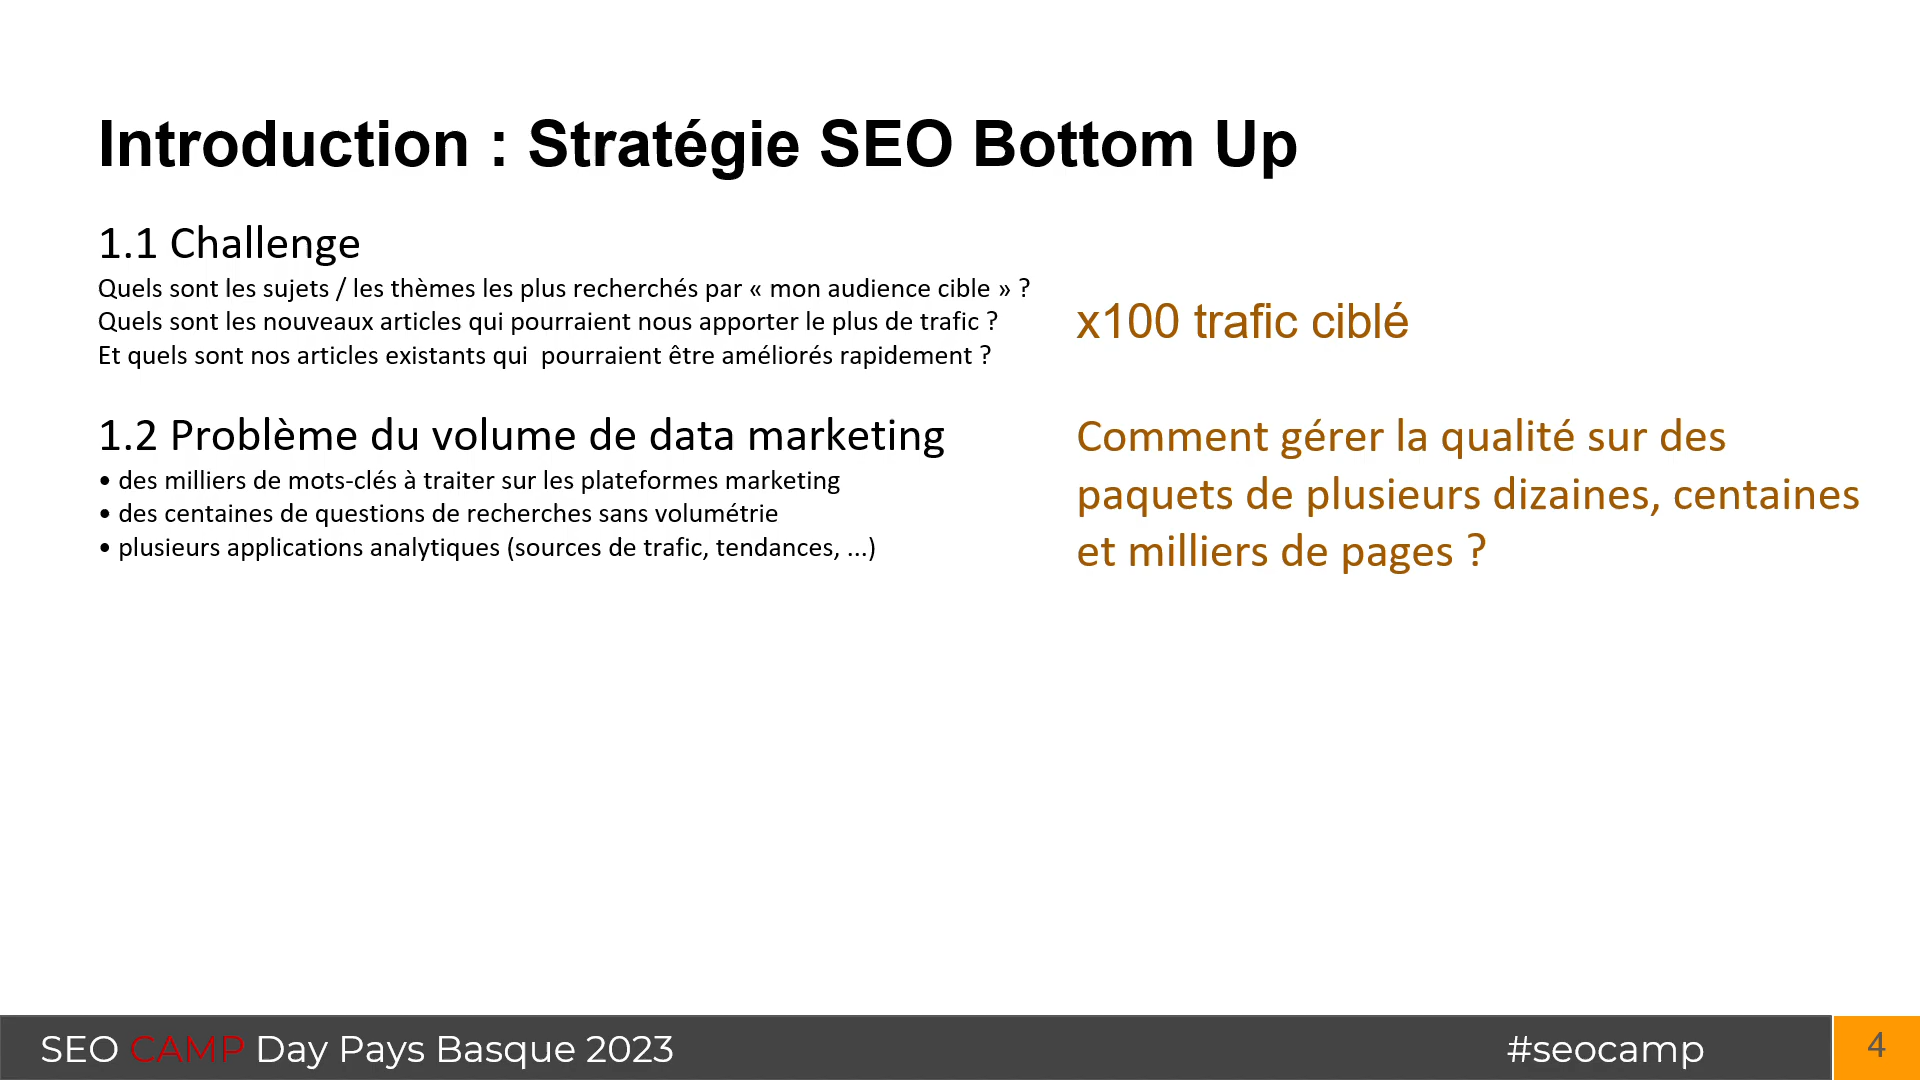 Introduction : Stratégie SEO Bottom Up
1.1 Challenge
Quels sont les sujets / les thèmes les plus recherchés par « mon audience cible » ?
Quels sont les nouveaux articles qui pourraient nous apporter le plus de trafic ?
Et quels sont nos articles existants qui  pourraient être améliorés rapidement ?
x100 trafic ciblé
1.2 Problème du volume de data marketing
• des milliers de mots-clés à traiter sur les plateformes marketing
• des centaines de questions de recherches sans volumétrie
• plusieurs applications analytiques (sources de trafic, tendances, ...)
Comment gérer la qualité sur des
paquets de plusieurs dizaines, centaines
et milliers de pages ?
SEO CAMP Day Pays Basque 2023
#seocamp
4